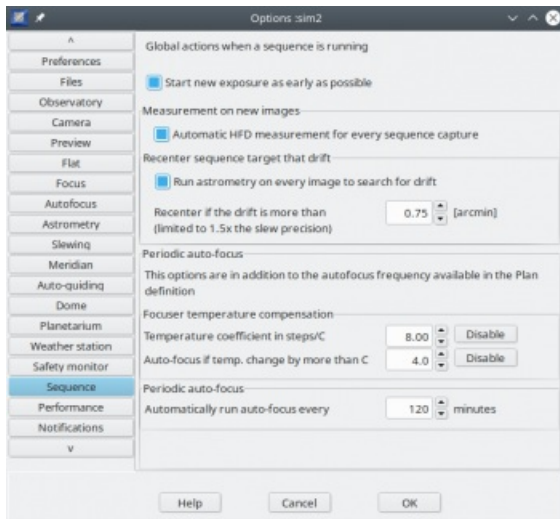 Options :sim2
^
Preferences
Files
Observatory
Camera
Preview
Flat
Focus
Autofocus
Astrometry
Slewing
Meridian
Auto-guiding
Dome
Planetarium
Weather station
Safety monitor
Sequence
Performance
Notifications
v
Global actions when a sequence is running
Start new exposure as early as possible
Measurement on new images
Automatic HFD measurement for every sequence capture
Recenter sequence target that drift
Run astrometry on every image to search for drift
Recenter if the drift is more than
(limited to 1.5x the slew precision)
0.75 [arcmin]
Periodic auto-focus
This options are in addition to the autofocus frequency available in the Plan
definition
Focuser temperature compensation
Temperature coefficient in steps/C 8.00 Disable
Auto-focus if temp. change by more than C 4.0 Disable
Periodic auto-focus
Automatically run auto-focus every 120 minutes
Help Cancel OK